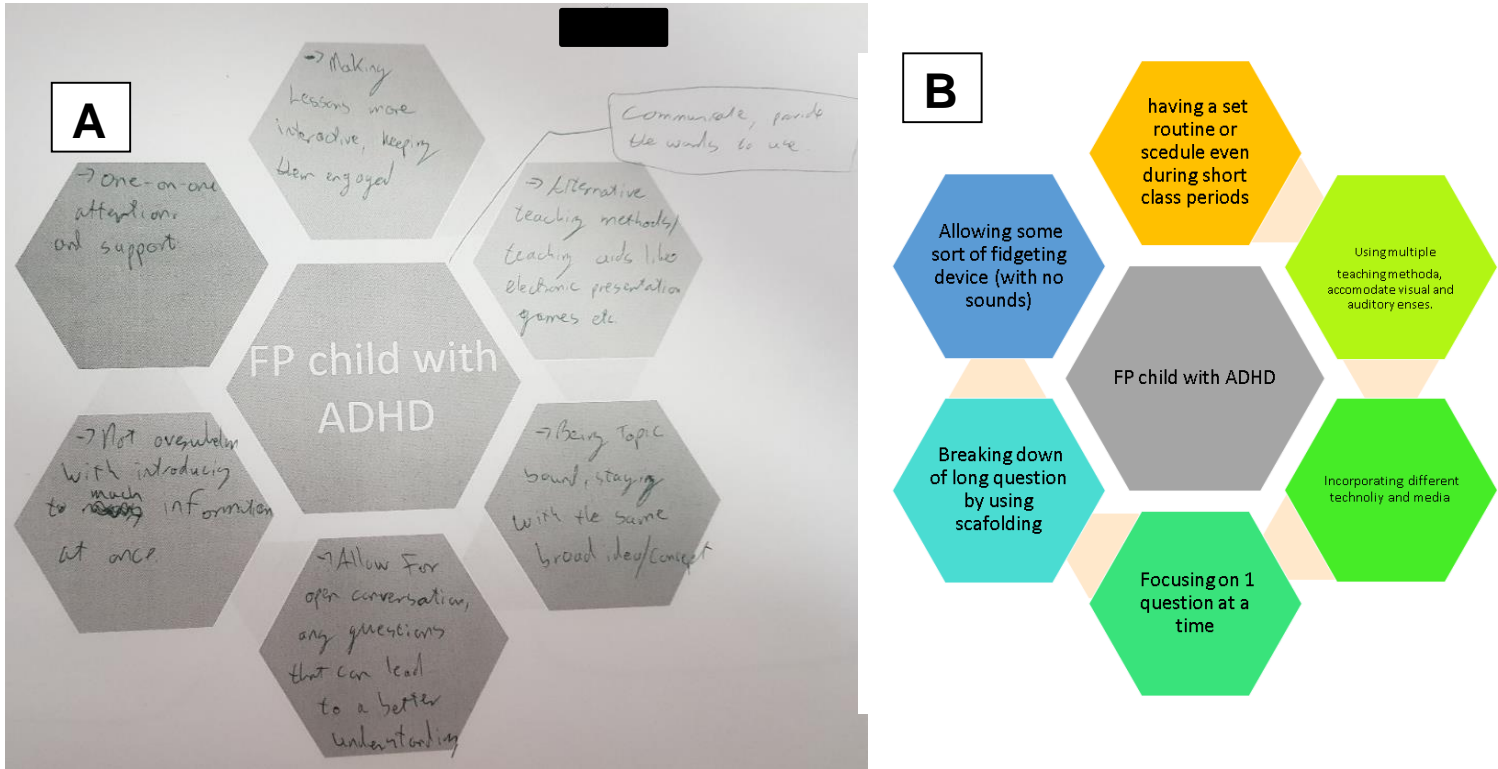 A
→ Making
Lessons more
interactive, keeping
them engaged
Communicate, provide
the words to use.
→ One-on-one
attention,
and support
→ Alternative
teaching methods/
teaching aids like
electronic presentation
games etc.
FP child with
ADHD
→ Not overwhelm
with introducing
to much information
at once.
→ Being Topic
bound, staying
with the same
broad idea/concept
→ Allow For
open conversation,
any questions
that can lead
to a better
understanding
B
having a set
routine or
scedule even
during short
class periods
Allowing some
sort of fidgeting
device (with no
sounds)
Using multiple
teaching methoda,
accomodate visual and
auditory enses.
FP child with ADHD
Breaking down
of long question
by using
scafolding
Incorporating different
technoliy and media
Focusing on 1
question at a
time